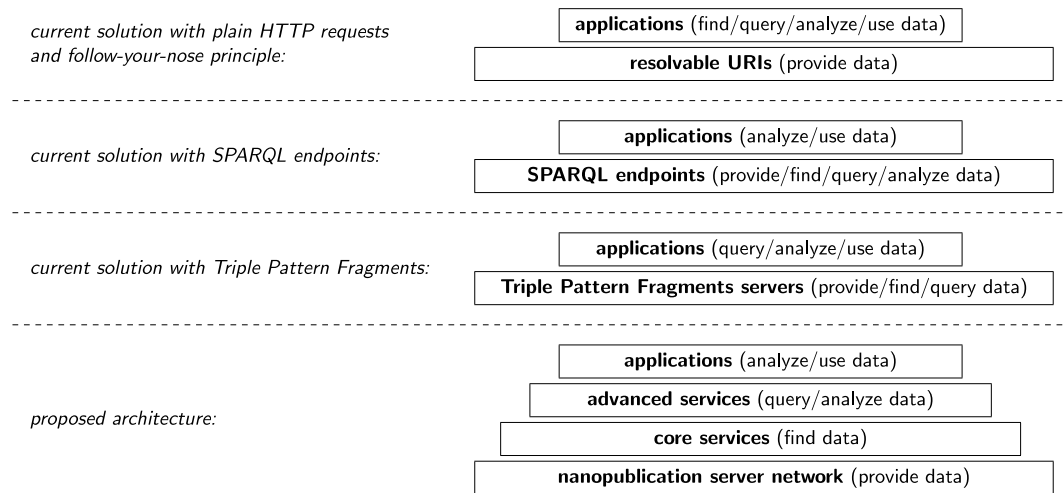 current solution with plain HTTP requests
and follow-your-nose principle:
applications (find/query/analyze/use data)
resolvable URIs (provide data)
current solution with SPARQL endpoints:
applications (analyze/use data)
SPARQL endpoints (provide/find/query/analyze data)
current solution with Triple Pattern Fragments:
applications (query/analyze/use data)
Triple Pattern Fragments servers (provide/find/query data)
proposed architecture:
applications (analyze/use data)
advanced services (query/analyze data)
core services (find data)
nanopublication server network (provide data)